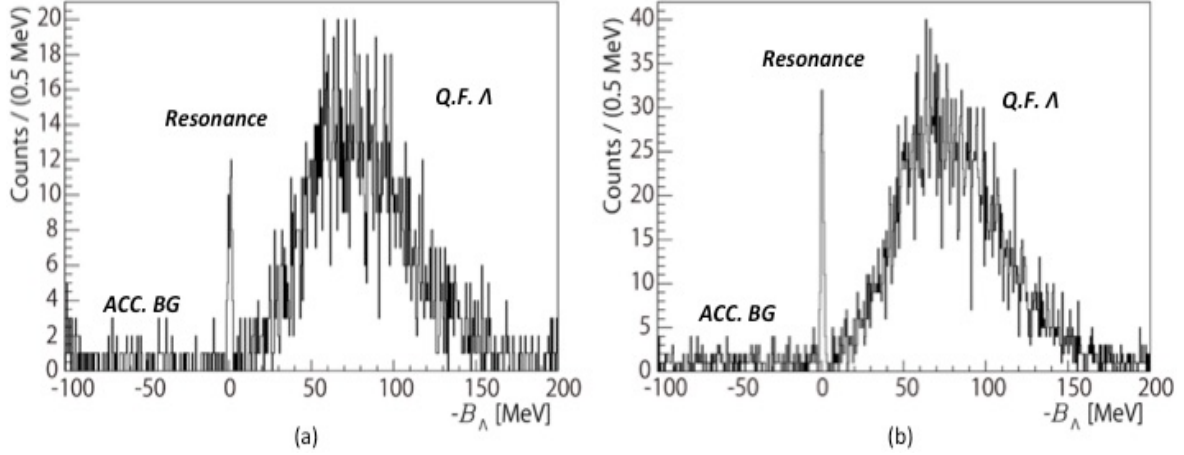 Counts / (0.5 MeV)
20
18
16
14
12
10
8
6
4
2
0
Resonance
Q.F. Λ
ACC. BG
-100 -50 0 50 100 150 200
-B_Λ [MeV]
(a)
Counts / (0.5 MeV)
40
35
30
25
20
15
10
5
0
Resonance
Q.F. Λ
ACC. BG
-100 -50 0 50 100 150 200
-B_Λ [MeV]
(b)